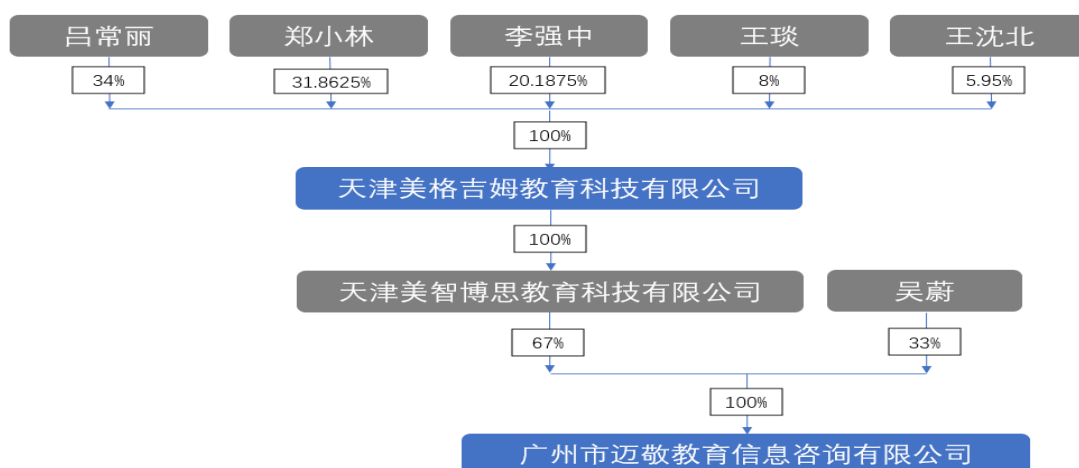 吕常丽 郑小林 李强中 王琰 王沈北
34% 31.8625% 20.1875% 8% 5.95%
100%
天津美格吉姆教育科技有限公司
100%
天津美智博思教育科技有限公司 吴蔚
67% 33%
100%
广州市迈敬教育信息咨询有限公司